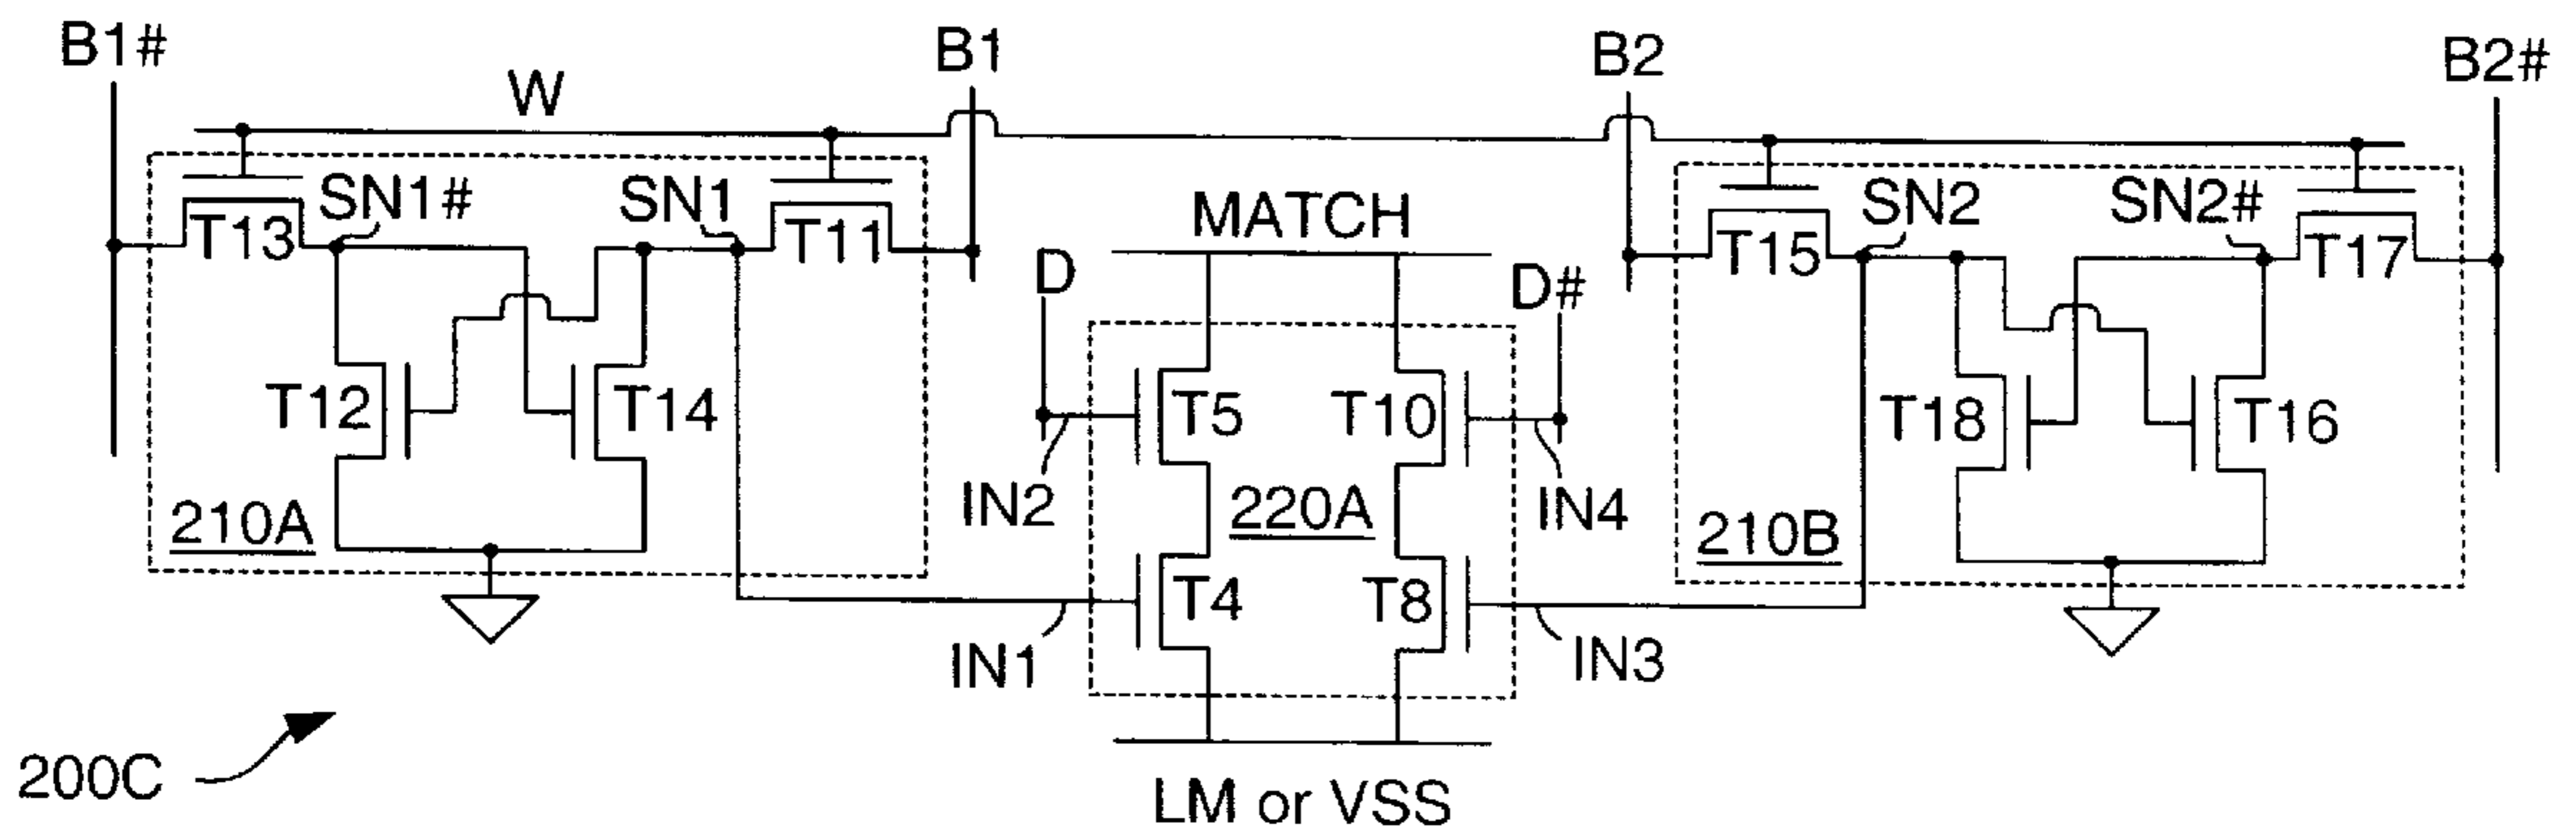 B1#
W
B1
B2
B2#
T13
SN1#
SN1
T11
MATCH
D
D#
T15
SN2
SN2#
T17
T12
T14
T5
T10
T18
T16
IN2
220A
IN4
210A
210B
T4
T8
IN1
IN3
200C
LM or VSS